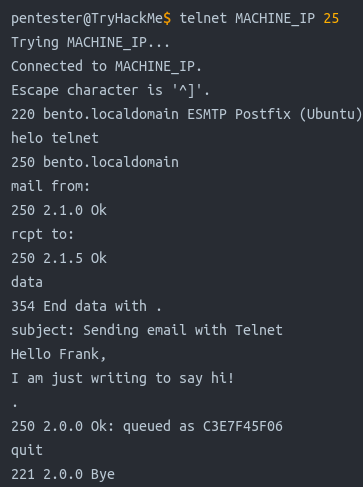 pentester@TryHackMe$ telnet MACHINE_IP 25
Trying MACHINE_IP...
Connected to MACHINE_IP.
Escape character is '^]'.
220 bento.localdomain ESMTP Postfix (Ubuntu)
helo telnet
250 bento.localdomain
mail from:
250 2.1.0 Ok
rcpt to:
250 2.1.5 Ok
data
354 End data with .
subject: Sending email with Telnet
Hello Frank,
I am just writing to say hi!
.
250 2.0.0 Ok: queued as C3E7F45F06
quit
221 2.0.0 Bye